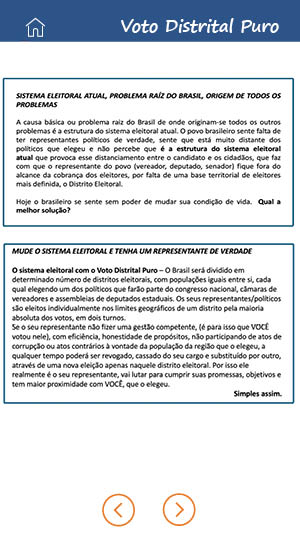 Voto Distrital Puro
SISTEMA ELEITORAL ATUAL, PROBLEMA RAÍZ DO BRASIL, ORIGEM DE TODOS OS
PROBLEMAS
A causa básica ou problema raiz do Brasil de onde originam-se todos os outros
problemas é a estrutura do sistema eleitoral atual. O povo brasileiro sente falta de
ter representantes políticos de verdade, sente que está muito distante dos
políticos que elegeu e não percebe que é a estrutura do sistema eleitoral
atual que provoca esse distanciamento entre o candidato e os cidadãos, que faz
com que o representante do povo (vereador, deputado, senador) fique fora do
alcance da cobrança dos eleitores, por falta de uma base territorial de eleitores
mais definida, o Distrito Eleitoral.
Hoje o brasileiro se sente sem poder de mudar sua condição de vida. Qual a
melhor solução?
MUDE O SISTEMA ELEITORAL E TENHA UM REPRESENTANTE DE VERDADE
O sistema eleitoral com o Voto Distrital Puro – O Brasil será dividido em
determinado número de distritos eleitorais, com populações iguais entre si, cada
qual elegendo um dos políticos que farão parte do congresso nacional, câmaras de
vereadores e assembleias de deputados estaduais. Os seus representantes/políticos
são eleitos individualmente nos limites geográficos de um distrito pela maioria
absoluta dos votos, em dois turnos.
Se o seu representante não fizer uma gestão competente, (é para isso que VOCÊ
votou nele), com eficiência, honestidade de propósitos, não participando de atos de
corrupção ou atos contrários à vontade da população da região que o elegeu, a
qualquer tempo poderá ser revogado, cassado do seu cargo e substituído por outro,
através de uma nova eleição apenas naquele distrito eleitoral. Por isso ele
realmente é o seu representante, vai lutar para cumprir suas promessas, objetivos e
tem maior proximidade com VOCÊ, que o elegeu.
Simples assim.